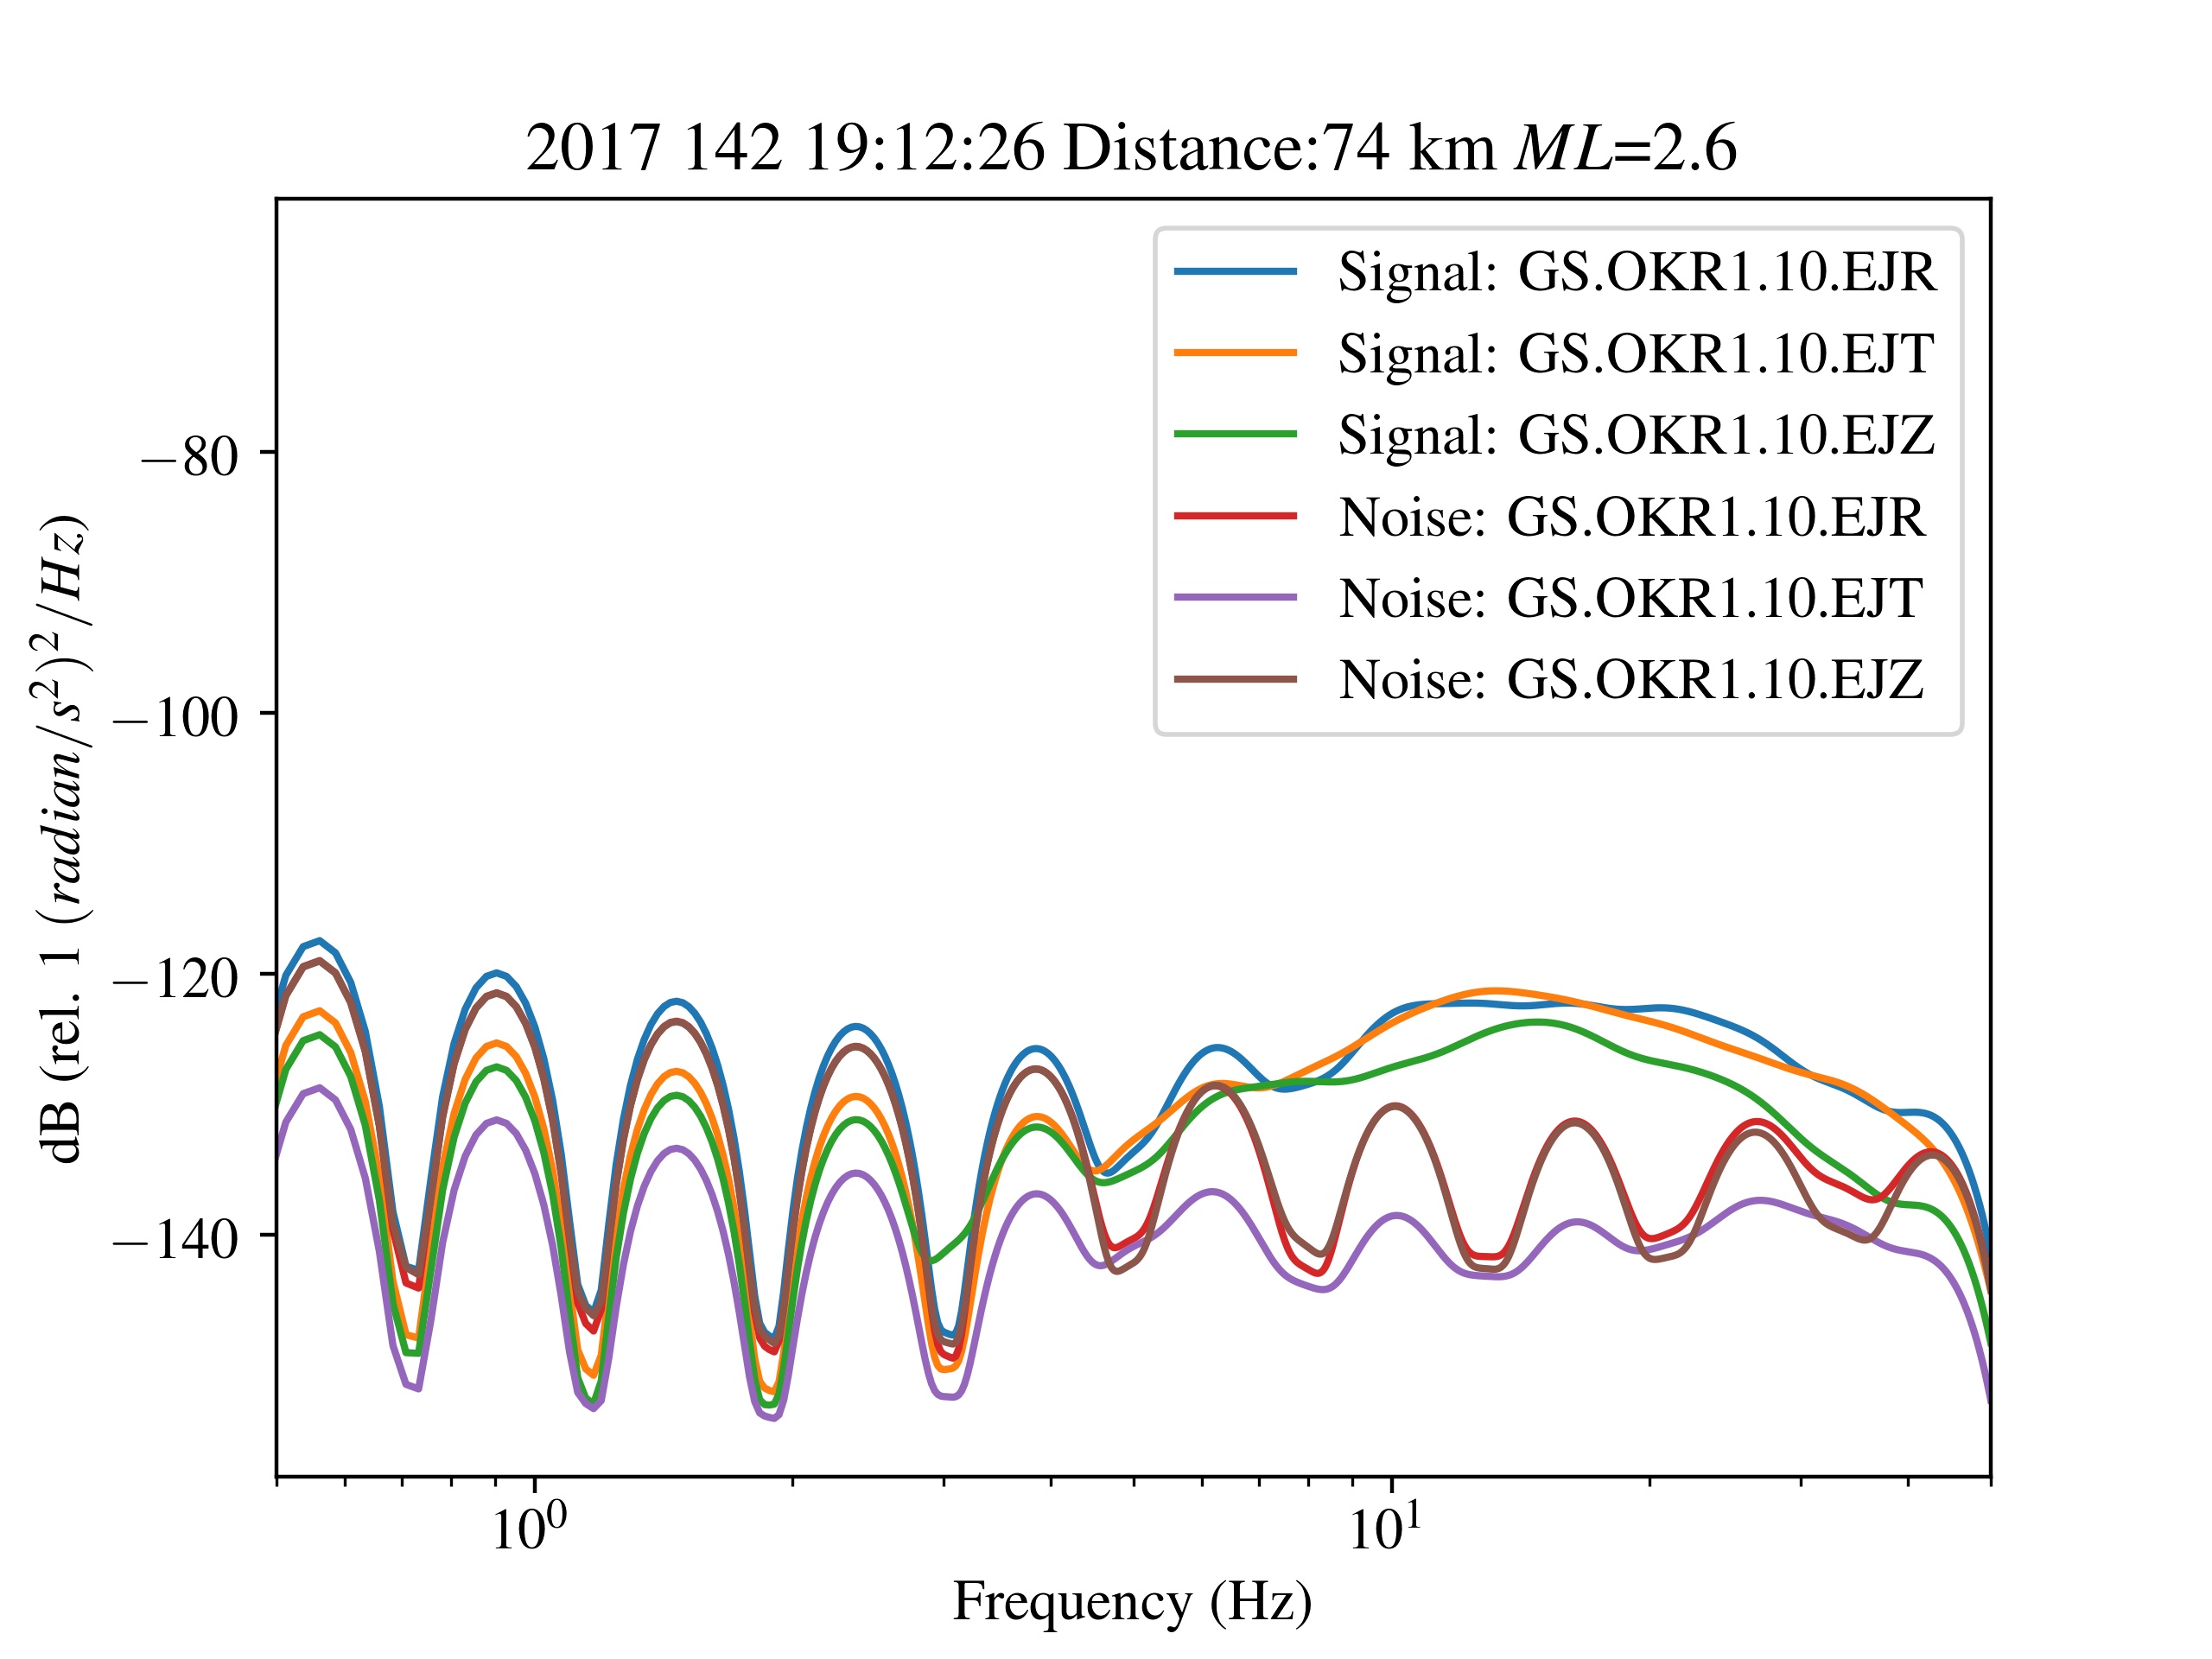 2017 142 19:12:26 Distance:74 km ML=2.6
Signal: GS.OKR1.10.EJR
Signal: GS.OKR1.10.EJT
Signal: GS.OKR1.10.EJZ
Noise: GS.OKR1.10.EJR
Noise: GS.OKR1.10.EJT
Noise: GS.OKR1.10.EJZ
dB (rel. 1 (radian/s²)²/Hz)
−80
−100
−120
−140
10⁰
10¹
Frequency (Hz)